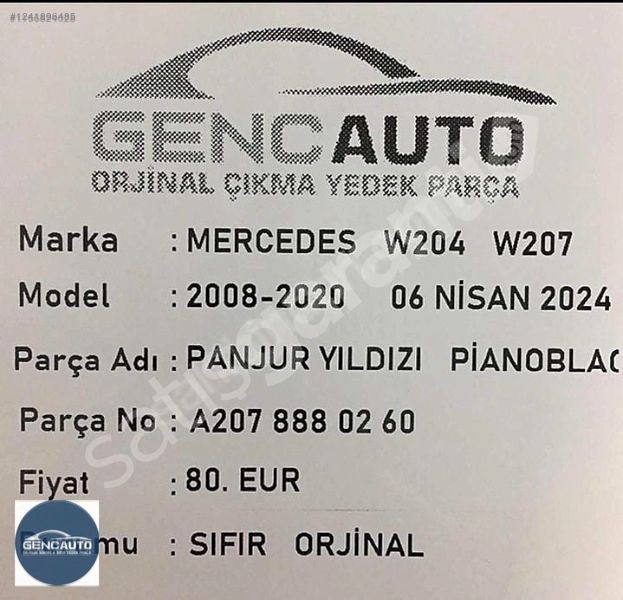 #1241896485
GENCAUTO
ORJİNAL ÇIKMA YEDEK PARÇA
Marka : MERCEDES W204 W207
Model : 2008-2020 06 NİSAN 2024
Parça Adı : PANJUR YILDIZI PİANOBLAC
Parça No : A207 888 02 60
Fiyat : 80. EUR
mu : SIFIR ORJİNAL
GENCAUTO